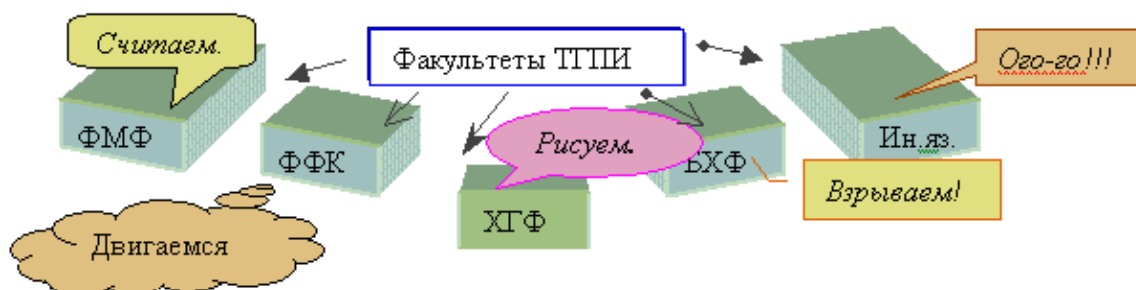 Считаем.
Факультеты ТГПИ
Ого-го!!!
ФМФ
ФФК
Рисуем.
БХФ
Ин.яз.
Взрываем!
ХГФ
Двигаемся